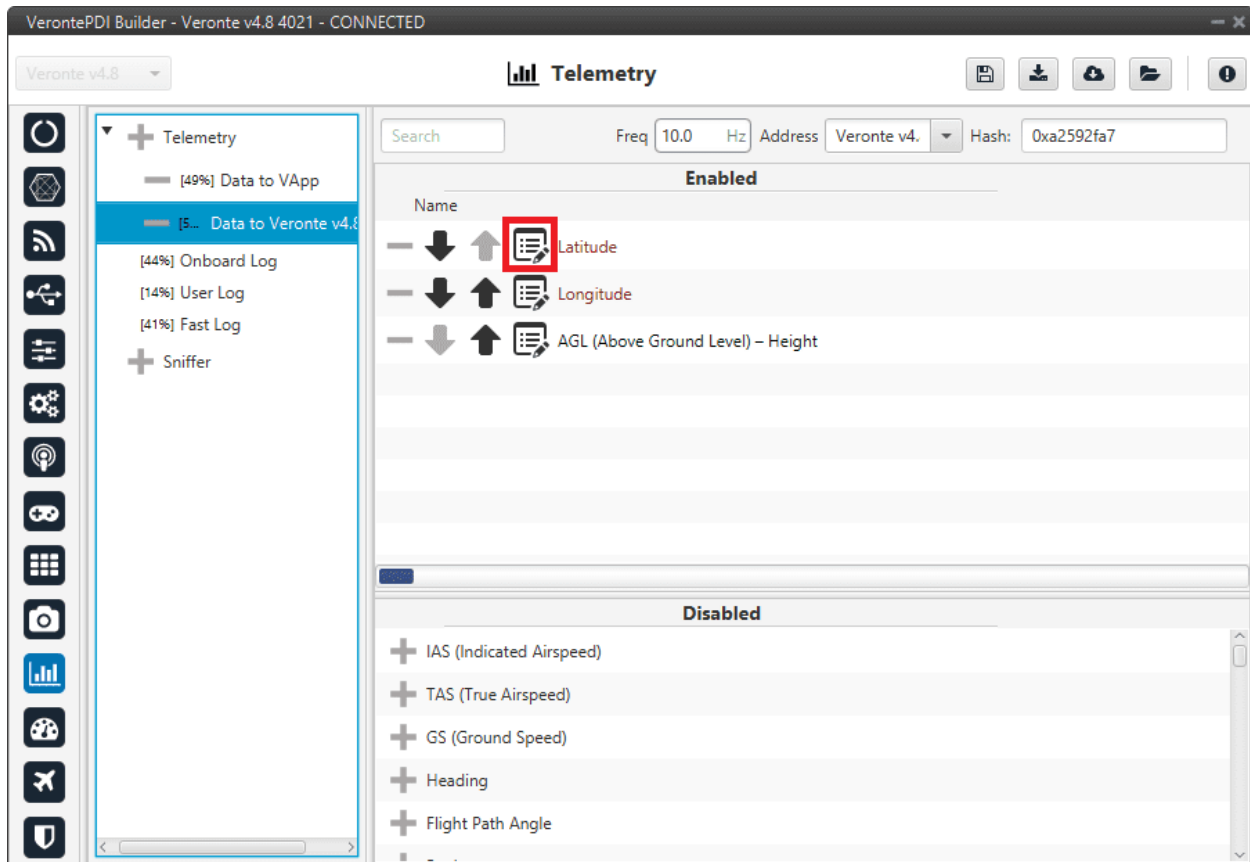 VerontePDI Builder - Veronte v4.8 4021 - CONNECTED
Veronte v4.8
Telemetry
Telemetry
[49%] Data to VApp
[5... Data to Veronte v4.8
[44%] Onboard Log
[14%] User Log
[41%] Fast Log
Sniffer
Search Freq 10.0 Hz Address Veronte v4. Hash: 0xa2592fa7
Enabled
Name
Latitude
Longitude
AGL (Above Ground Level) – Height
Disabled
IAS (Indicated Airspeed)
TAS (True Airspeed)
GS (Ground Speed)
Heading
Flight Path Angle